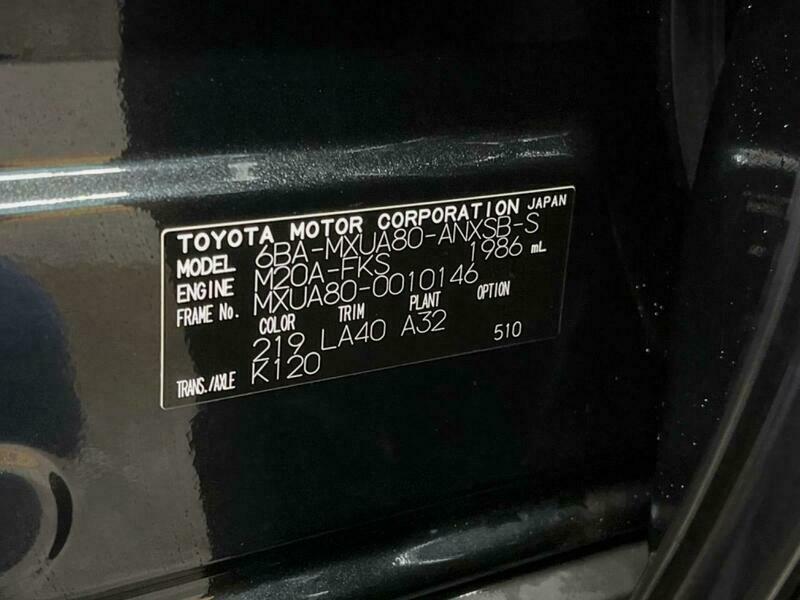 TOYOTA MOTOR CORPORATION JAPAN
MODEL 6BA-MXUA80-ANXSB-S
ENGINE M20A-FKS 1986 mL
FRAME No. MXUA80-0010146
COLOR TRIM PLANT OPTION
219 LA40 A32 510
TRANS./AXLE K120